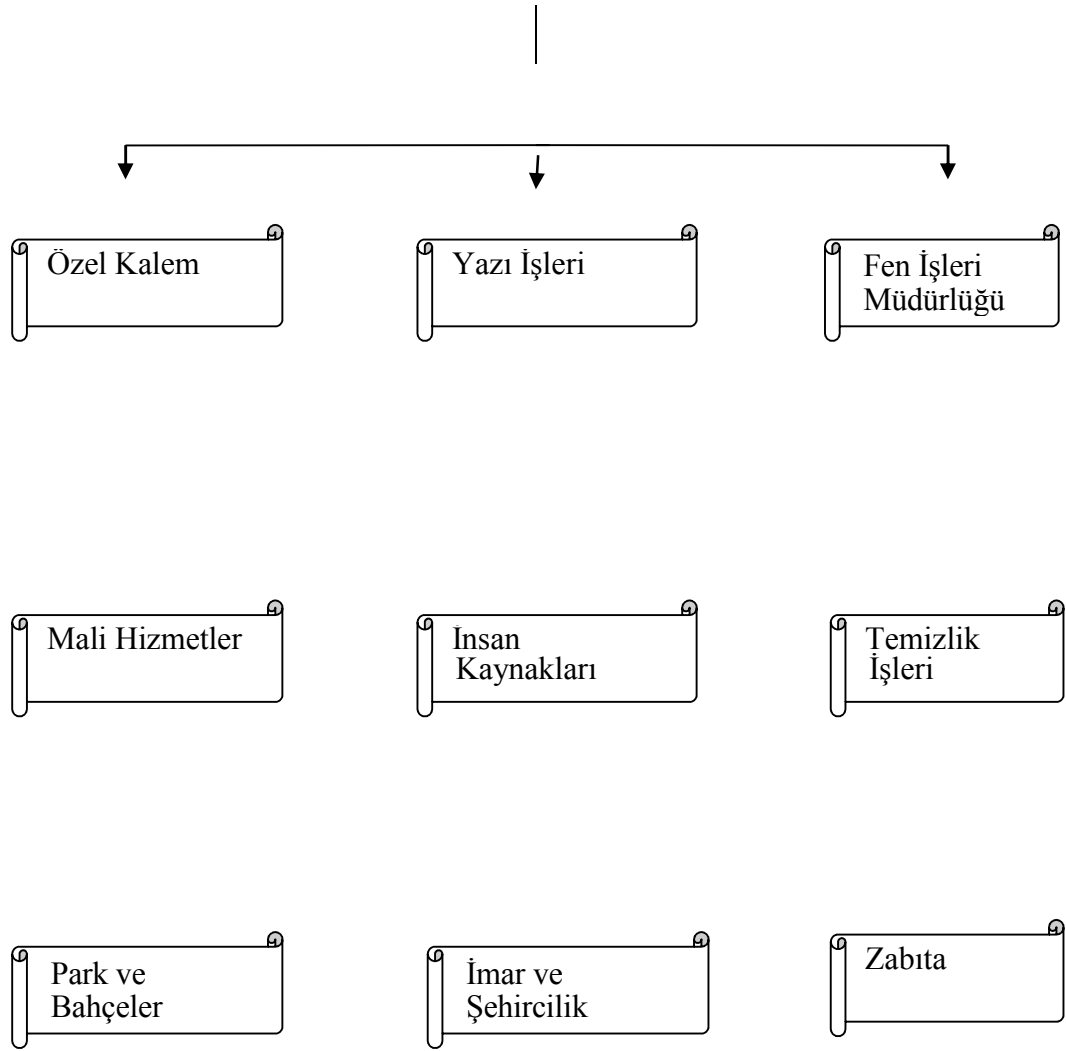 Özel Kalem
Yazı İşleri
Fen İşleri
Müdürlüğü
Mali Hizmetler
İnsan
Kaynakları
Temizlik
İşleri
Park ve
Bahçeler
İmar ve
Şehircilik
Zabıta